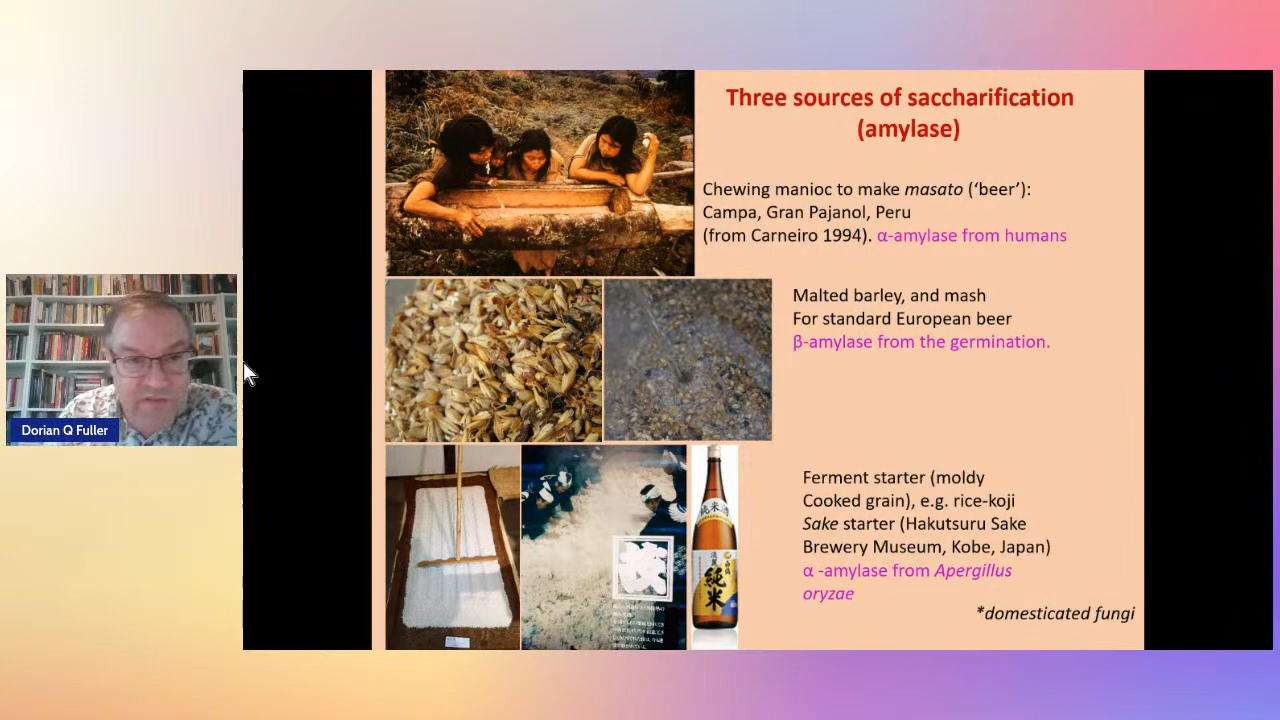 Three sources of saccharification
(amylase)
Chewing manioc to make masato (‘beer’):
Campa, Gran Pajanol, Peru
(from Carneiro 1994). α-amylase from humans
Malted barley, and mash
For standard European beer
β-amylase from the germination.
Ferment starter (moldy
Cooked grain), e.g. rice-koji
Sake starter (Hakutsuru Sake
Brewery Museum, Kobe, Japan)
α -amylase from Apergillus
oryzae
*domesticated fungi
純米
Dorian Q Fuller